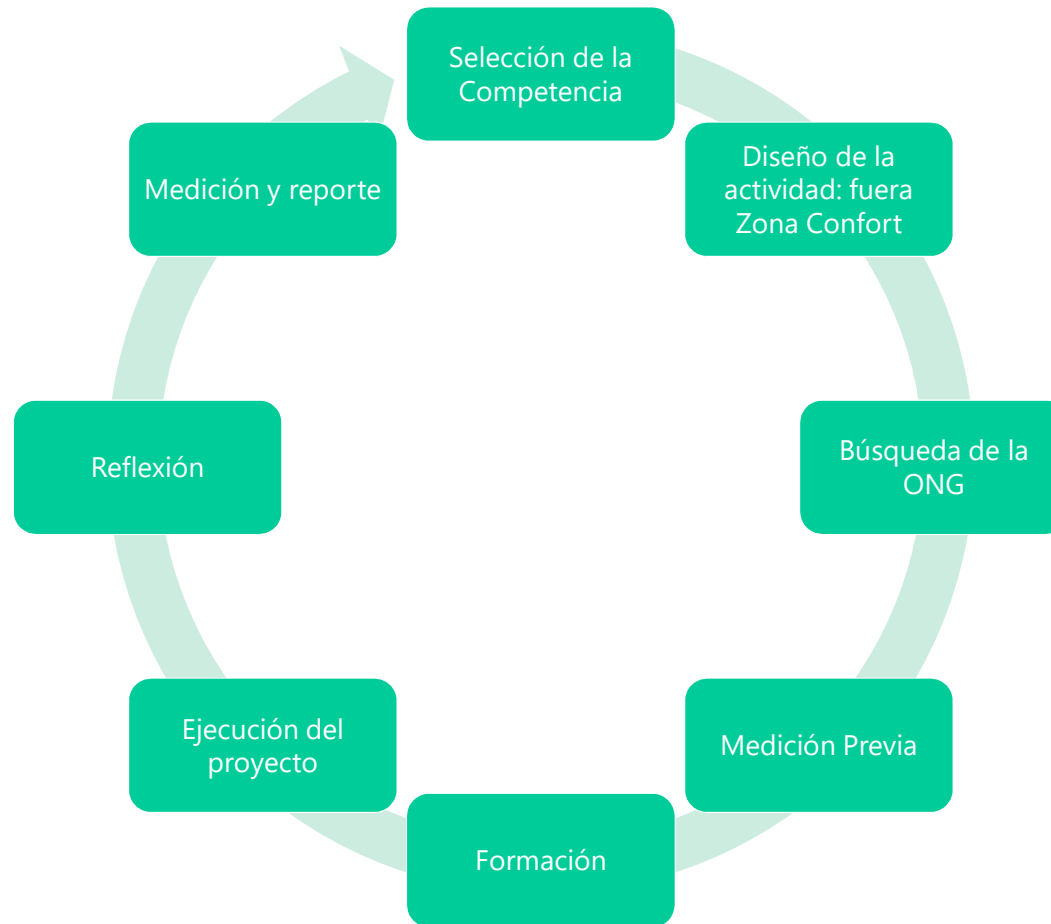 Selección de la
Competencia
Diseño de la
actividad: fuera
Zona Confort
Búsqueda de la
ONG
Medición Previa
Formación
Ejecución del
proyecto
Reflexión
Medición y reporte